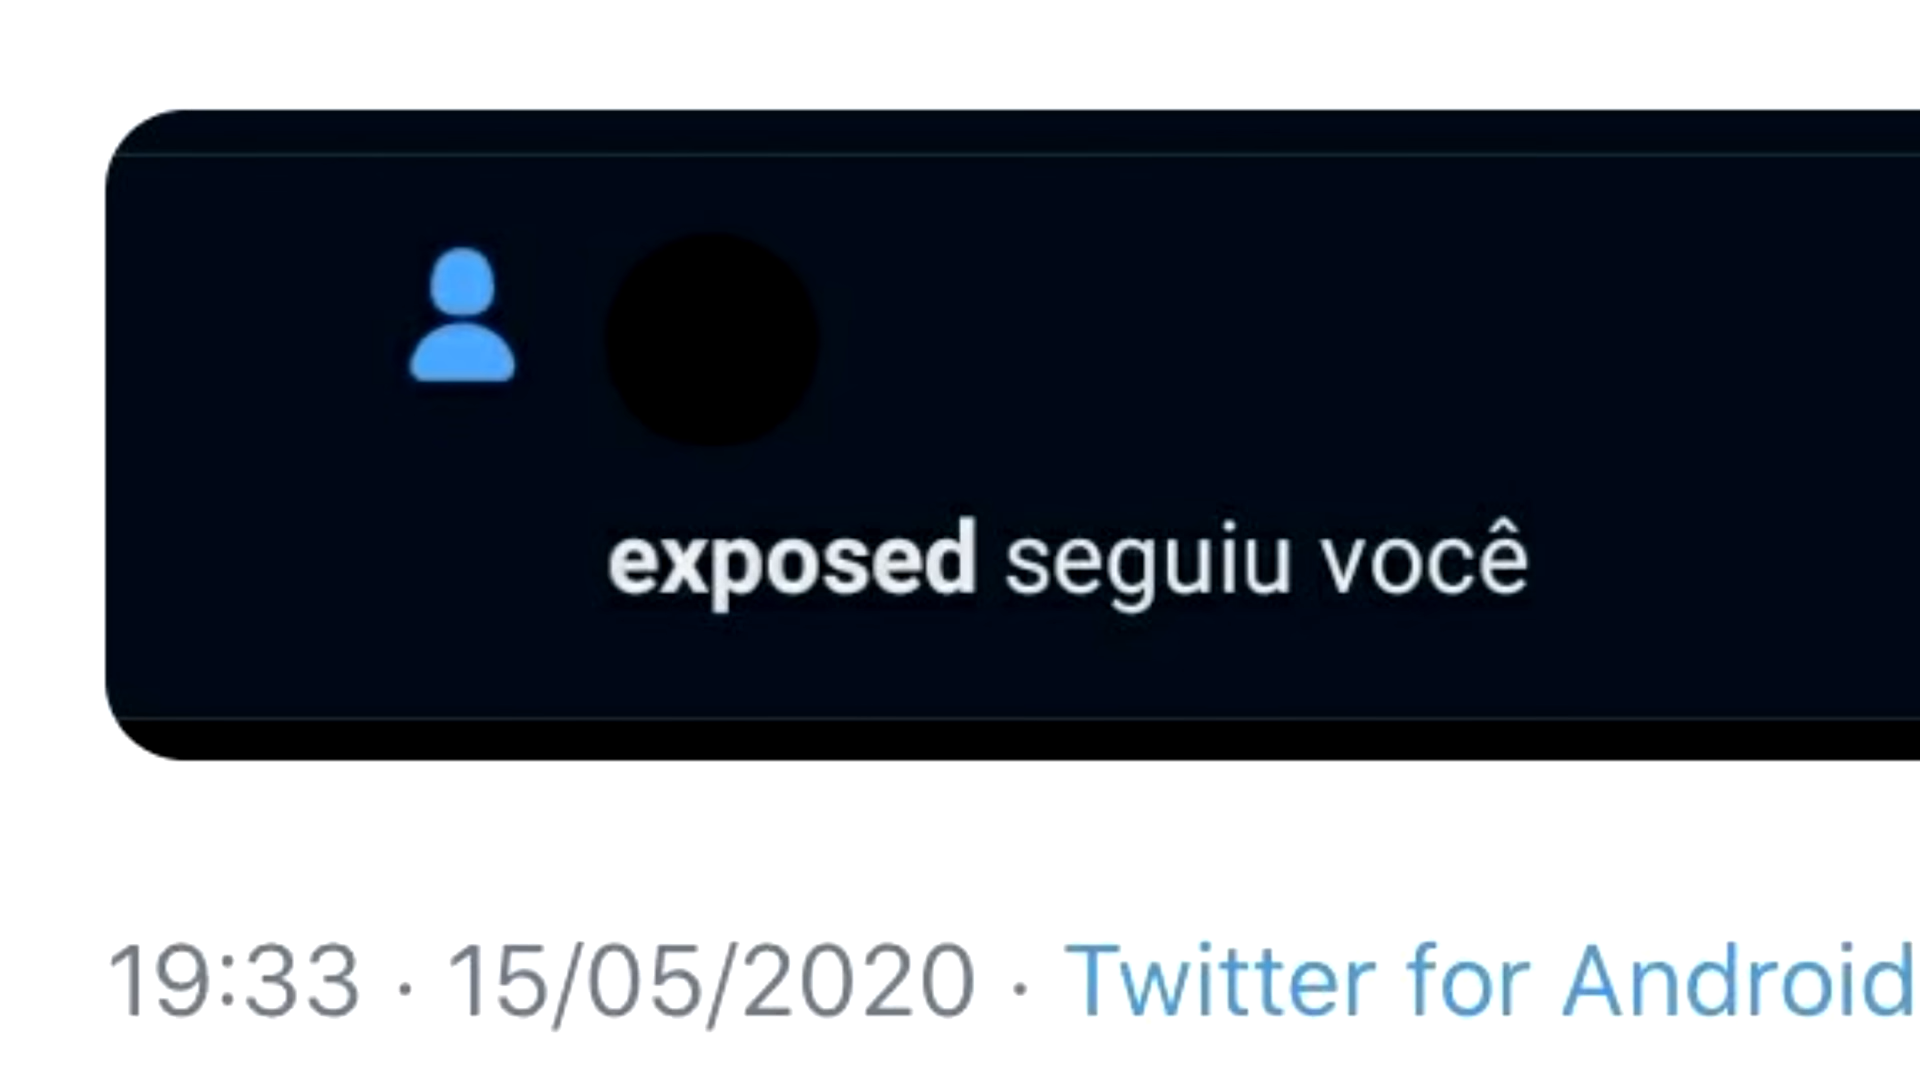 exposed seguiu você
19:33 · 15/05/2020 · Twitter for Android